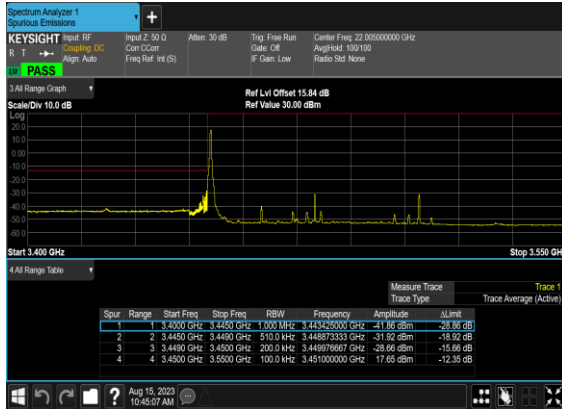 Spectrum Analyzer 1
Spurious Emissions
KEYSIGHT Input: RF Input Z: 50 Ω Atten: 30 dB Trig: Free Run Center Freq: 22.005000000 GHz
R T Coupling: DC Corr CCorr Gate: Off Avg|Hold: 100/100
Align: Auto Freq Ref: Int (S) IF Gain: Low Radio Std: None
PASS
3 All Range Graph
Ref Lvl Offset 15.84 dB
Scale/Div 10.0 dB Ref Value 30.00 dBm
Log
20.0
10.0
0.00
-10.0
-20.0
-30.0
-40.0
-50.0
-60.0
Start 3.400 GHz Stop 3.550 GH
4 All Range Table
Measure Trace Trace 1
Trace Type Trace Average (Active)
Spur Range Start Freq Stop Freq RBW Frequency Amplitude ΔLimit
1 1 3.4000 GHz 3.4450 GHz 1.000 MHz 3.443425000 GHz -41.86 dBm -28.86 dB
2 2 3.4450 GHz 3.4490 GHz 510.0 kHz 3.448873333 GHz -31.92 dBm -18.92 dB
3 3 3.4490 GHz 3.4500 GHz 200.0 kHz 3.449976667 GHz -28.66 dBm -15.66 dB
4 4 3.4500 GHz 3.5500 GHz 100.0 kHz 3.451000000 GHz 17.65 dBm -12.35 dB
?
Aug 15, 2023
10:45:07 AM